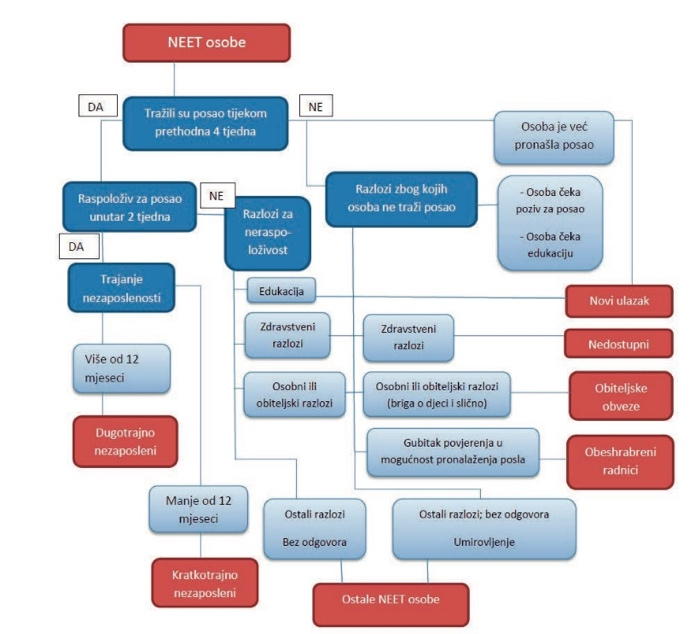 NEET osobe
DA
Tražili su posao tijekom
prethodna 4 tjedna
NE
Osoba je već
pronašla posao
Raspoloživ za posao
unutar 2 tjedna
NE
Razlozi za
neraspo-
loživost
Razlozi zbog kojih
osoba ne traži posao
- Osoba čeka
poziv za posao
- Osoba čeka
edukaciju
DA
Trajanje
nezaposlenosti
Edukacija
Novi ulazak
Zdravstveni
razlozi
Zdravstveni
razlozi
Nedostupni
Više od 12
mjeseci
Osobni ili
obiteljski razlozi
Osobni ili obiteljski razlozi
(briga o djeci i slično)
Obiteljske
obveze
Dugotrajno
nezaposleni
Gubitak povjerenja u
mogućnost pronalaženja posla
Obeshrabreni
radnici
Manje od 12
mjeseci
Ostali razlozi
Bez odgovora
Ostali razlozi; bez odgovora
Umirovljenje
Kratkotrajno
nezaposleni
Ostale NEET osobe